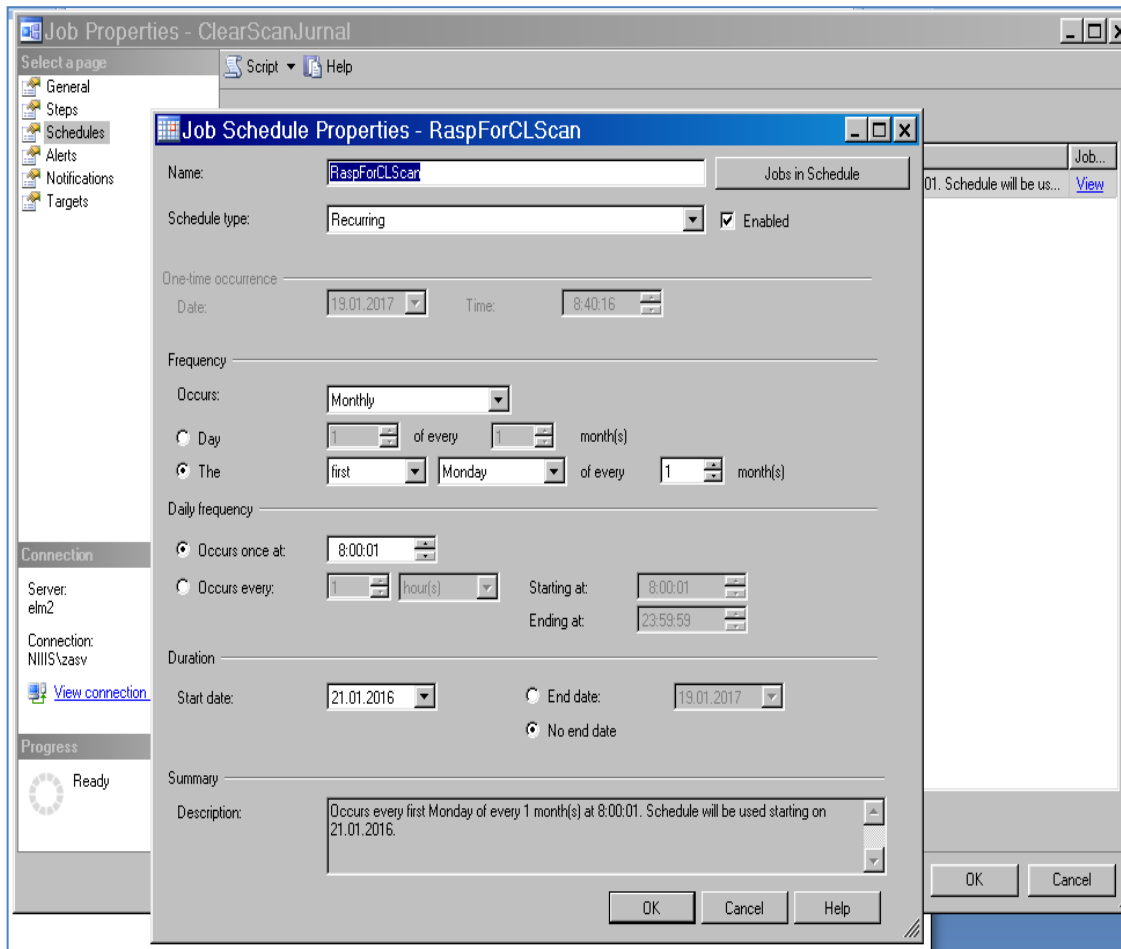 Job Properties - ClearScanJurnal
Select a page
General
Steps
Schedules
Alerts
Notifications
Targets
Script Help
Job...
01. Schedule will be us... View
Job Schedule Properties - RaspForCLScan
Name: RaspForCLScan Jobs in Schedule
Schedule type: Recurring Enabled
One-time occurrence
Date: 19.01.2017 Time: 8:40:16
Frequency
Occurs: Monthly
Day 1 of every 1 month(s)
The first Monday of every 1 month(s)
Daily frequency
Occurs once at: 8:00:01
Occurs every: 1 hour(s) Starting at: 8:00:01
Ending at: 23:59:59
Duration
Start date: 21.01.2016 End date: 19.01.2017
No end date
Summary
Description: Occurs every first Monday of every 1 month(s) at 8:00:01. Schedule will be used starting on
21.01.2016.
OK Cancel Help
Connection
Server:
elm2
Connection:
NIIIS\zasv
View connection
Progress
Ready
OK Cancel